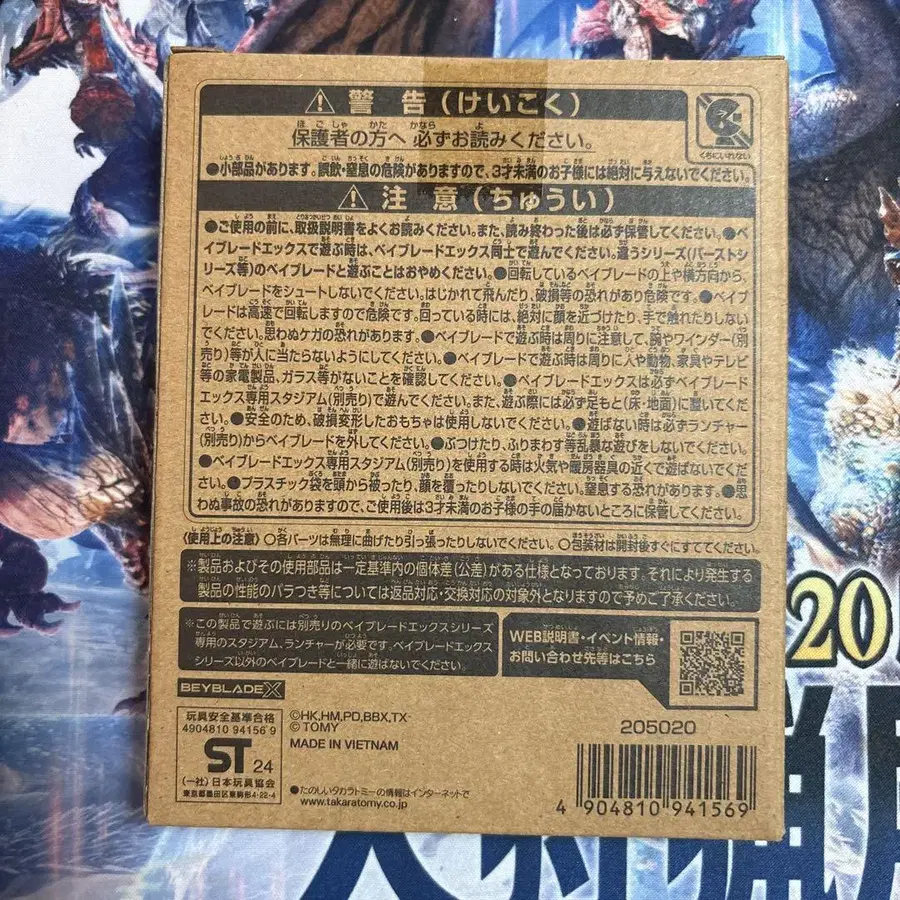 ⚠警告(けいこく)
保護者の方へ 必ずお読みください。
くちにいれない
●小部品があります。誤飲・窒息の危険がありますので、3才未満のお子様には絶対に与えないでください。
⚠注意(ちゅうい)
●ご使用の前に、取扱説明書をよくお読みください。また、読み終わった後は必ず保管してください。●ベ
イブレードエックスで遊ぶ時は、ベイブレードエックス同士で遊んでください。違うシリーズ(バーストシ
リーズ等)のベイブレードと遊ぶことはおやめください。●回転しているベイブレードの上や横方向から、
ベイブレードをシュートしないでください。はじかれて飛んだり、破損等の恐れがあり危険です。●ベイブ
レードは高速で回転しますので危険です。回っている時には、絶対に顔を近づけたり、手で触れたりしない
でください。思わぬケガの恐れがあります。●ベイブレードで遊ぶ時は周りに注意して、腕やワインダー(別
売り)等が人に当たらないようにしてください。●ベイブレードで遊ぶ時は周りに人や動物、家具やテレビ
等の家電製品、ガラス等がないことを確認してください。●ベイブレードエックスは必ずベイブレード
エックス専用スタジアム(別売り)で遊んでください。また、遊ぶ際には必ず足もと(床・地面)に置いてくだ
さい。●安全のため、破損変形したおもちゃは使用しないでください。●遊ばない時は必ずランチャー
(別売り)からベイブレードを外してください。●ぶつけたり、ふりまわす等乱暴な遊びをしないでください。
●ベイブレードエックス専用スタジアム(別売り)を使用する時は火気や暖房器具の近くで遊ばないでくだ
さい。●プラスチック袋を頭から被ったり、顔を覆ったりしないでください。窒息する恐れがあります。●思
わぬ事故の恐れがありますので、ご使用後は3才未満のお子様の手の届かないところに保管してください。
〈使用上の注意〉○各パーツは無理に曲げたり引っ張ったりしないでください。○包装材は開封後すぐにすててください。
※製品およびその使用部品は一定基準内の個体差(公差)がある仕様となっております。それにより発生する
製品の性能のバラつき等については返品対応・交換対応の対象外となりますので予めご了承ください。
※この製品で遊ぶには別売りのベイブレードエックスシリーズ
専用のスタジアム、ランチャーが必要です。ベイブレードエックス
シリーズ以外のベイブレードと一緒に遊ばないでください。
WEB説明書・イベント情報・
お問い合わせ先等はこちら
BEYBLADE X
玩具安全基準合格
4904810 94156 9
ST 24
(一社)日本玩具協会
東京都墨田区東駒形4-22-4
©HK,HM,PD,BBX,TX
© TOMY
MADE IN VIETNAM
●たのしいタカラトミーの情報はインターネットで
www.takaratomy.co.jp
205020
4 904810 941569
20